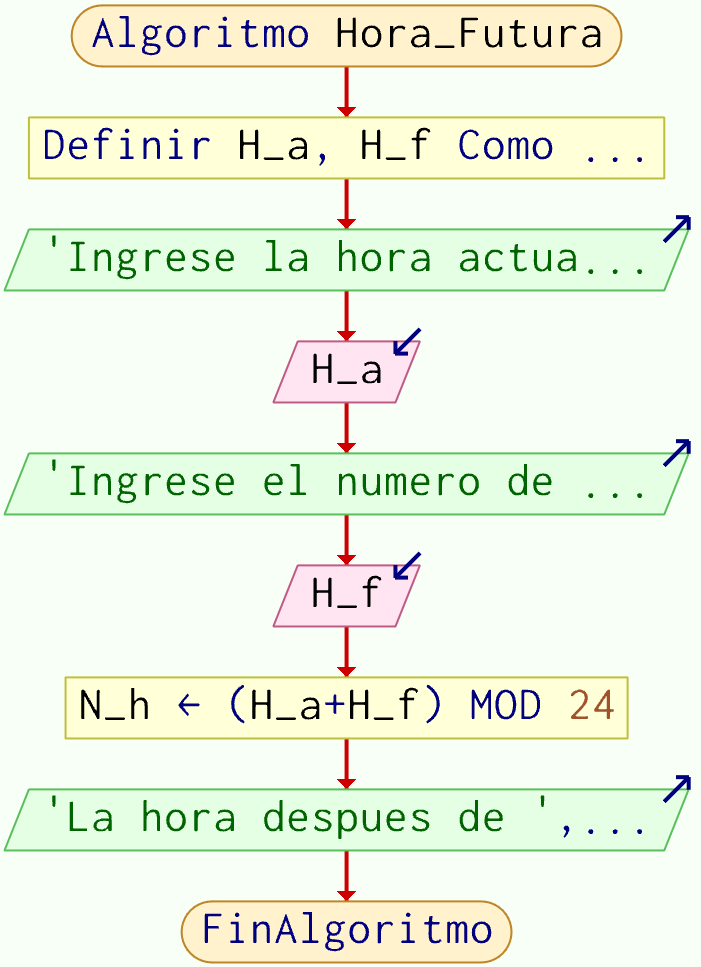 Algoritmo Hora_Futura
Definir H_a, H_f Como ...
'Ingrese la hora actua...
H_a
'Ingrese el numero de ...
H_f
N_h ← (H_a+H_f) MOD 24
'La hora despues de ',...
FinAlgoritmo